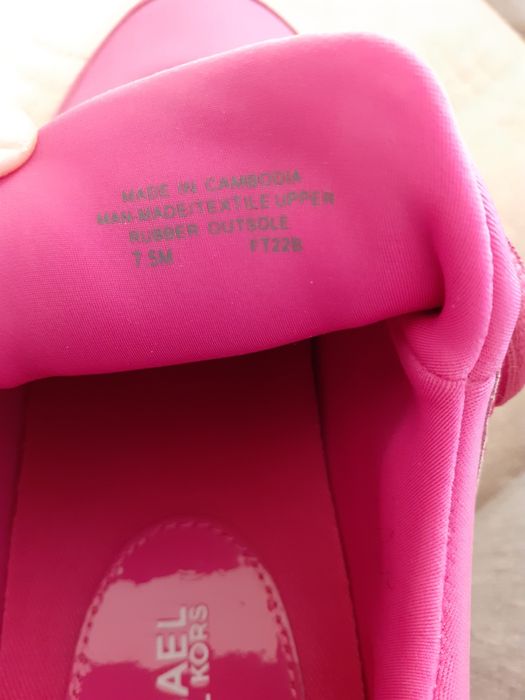 MADE IN CAMBODIA
MAN-MADE/TEXTILE UPPER
RUBBER OUTSOLE
7.5M FT22B
AEL
KORS